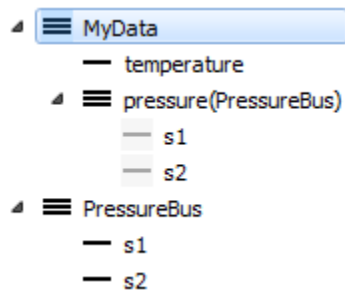 MyData
temperature
pressure(PressureBus)
s1
s2
PressureBus
s1
s2